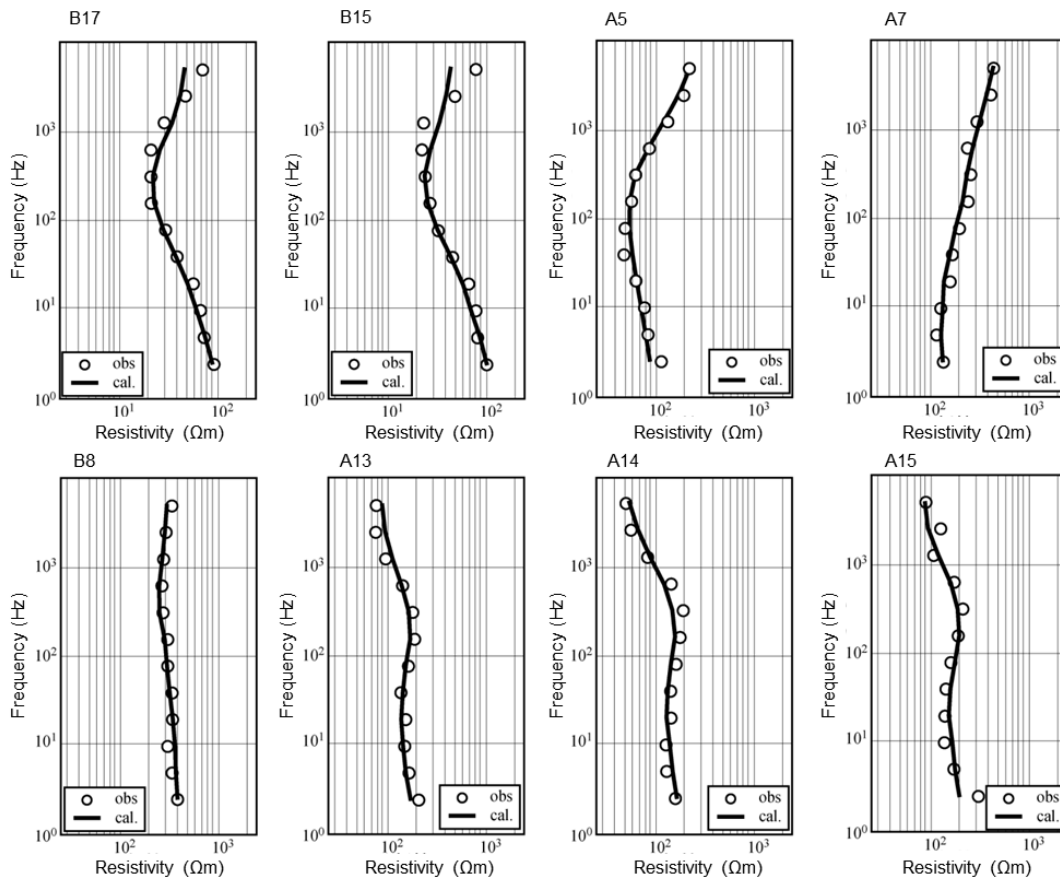 B17
B15
A5
A7
Frequency (Hz)
10³
10²
10¹
10⁰
obs
cal.
10¹
10²
Resistivity (Ωm)
Frequency (Hz)
10³
10²
10¹
10⁰
obs
cal.
10¹
10²
Resistivity (Ωm)
Frequency (Hz)
10³
10²
10¹
10⁰
obs
cal.
10²
10³
Resistivity (Ωm)
Frequency (Hz)
10³
10²
10¹
10⁰
obs
cal.
10²
10³
Resistivity (Ωm)
B8
A13
A14
A15
Frequency (Hz)
10³
10²
10¹
10⁰
obs
cal.
10²
10³
Resistivity (Ωm)
Frequency (Hz)
10³
10²
10¹
10⁰
obs
cal.
10²
10³
Resistivity (Ωm)
Frequency (Hz)
10³
10²
10¹
10⁰
obs
cal.
10²
10³
Resistivity (Ωm)
Frequency (Hz)
10³
10²
10¹
10⁰
obs
cal.
10²
10³
Resistivity (Ωm)